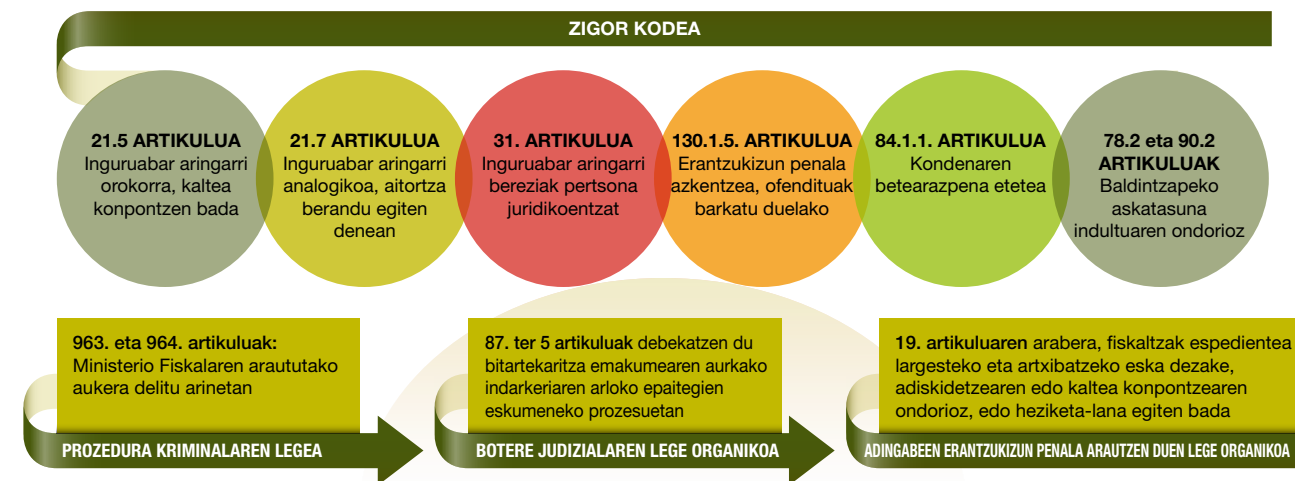 ZIGOR KODEA
21.5 ARTIKULUA
Inguruabar aringarri
orokorra, kaltea
konpontzen bada
21.7 ARTIKULUA
Inguruabar aringarri
analogikoa, aitortza
berandu egiten
denean
31. ARTIKULUA
Inguruabar aringarri
bereziak pertsona
juridikoentzat
130.1.5. ARTIKULUA
Erantzukizun penala
azkentzea, ofendituak
barkatu duelako
84.1.1. ARTIKULUA
Kondenaren
betearazpena etetea
78.2 eta 90.2
ARTIKULUAK
Baldintzapeko
askatasuna
indultuaren ondorioz
963. eta 964. artikuluak:
Ministerio Fiskalaren araututako
aukera delitu arinetan
PROZEDURA KRIMINALAREN LEGEA
87. ter 5 artikuluak debekatzen du
bitartekaritza emakumearen aurkako
indarkeriaren arloko epaitegien
eskumeneko prozesuetan
BOTERE JUDIZIALAREN LEGE ORGANIKOA
19. artikuluaren arabera, fiskaltzak espedientea
largesteko eta artxibatzeko eska dezake,
adiskidetzearen edo kaltea konpontzearen
ondorioz, edo heziketa-lana egiten bada
ADINGABEEN ERANTZUKIZUN PENALA ARAUTZEN DUEN LEGE ORGANIKOA